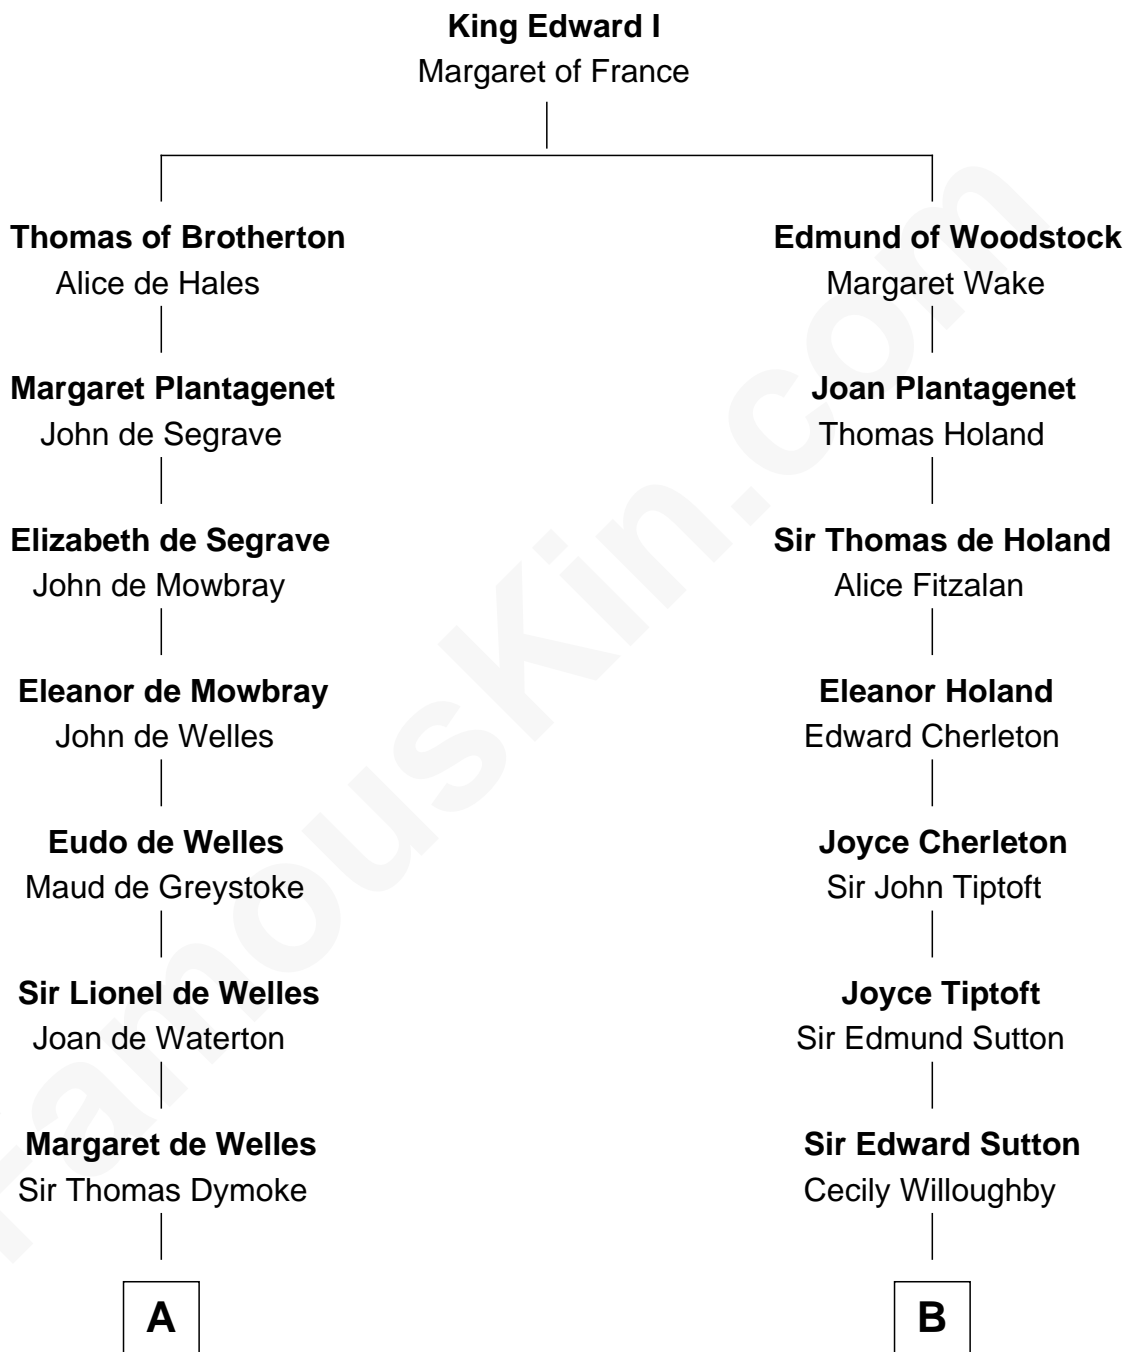 King Edward I
Margaret of France
Thomas of Brotherton
Alice de Hales
Edmund of Woodstock
Margaret Wake
Margaret Plantagenet
John de Segrave
Joan Plantagenet
Thomas Holand
Elizabeth de Segrave
John de Mowbray
Sir Thomas de Holand
Alice Fitzalan
Eleanor de Mowbray
John de Welles
Eleanor Holand
Edward Cherleton
Eudo de Welles
Maud de Greystoke
Joyce Cherleton
Sir John Tiptoft
Sir Lionel de Welles
Joan de Waterton
Joyce Tiptoft
Sir Edmund Sutton
Margaret de Welles
Sir Thomas Dymoke
Sir Edward Sutton
Cecily Willoughby
A
B
FamousKin.com